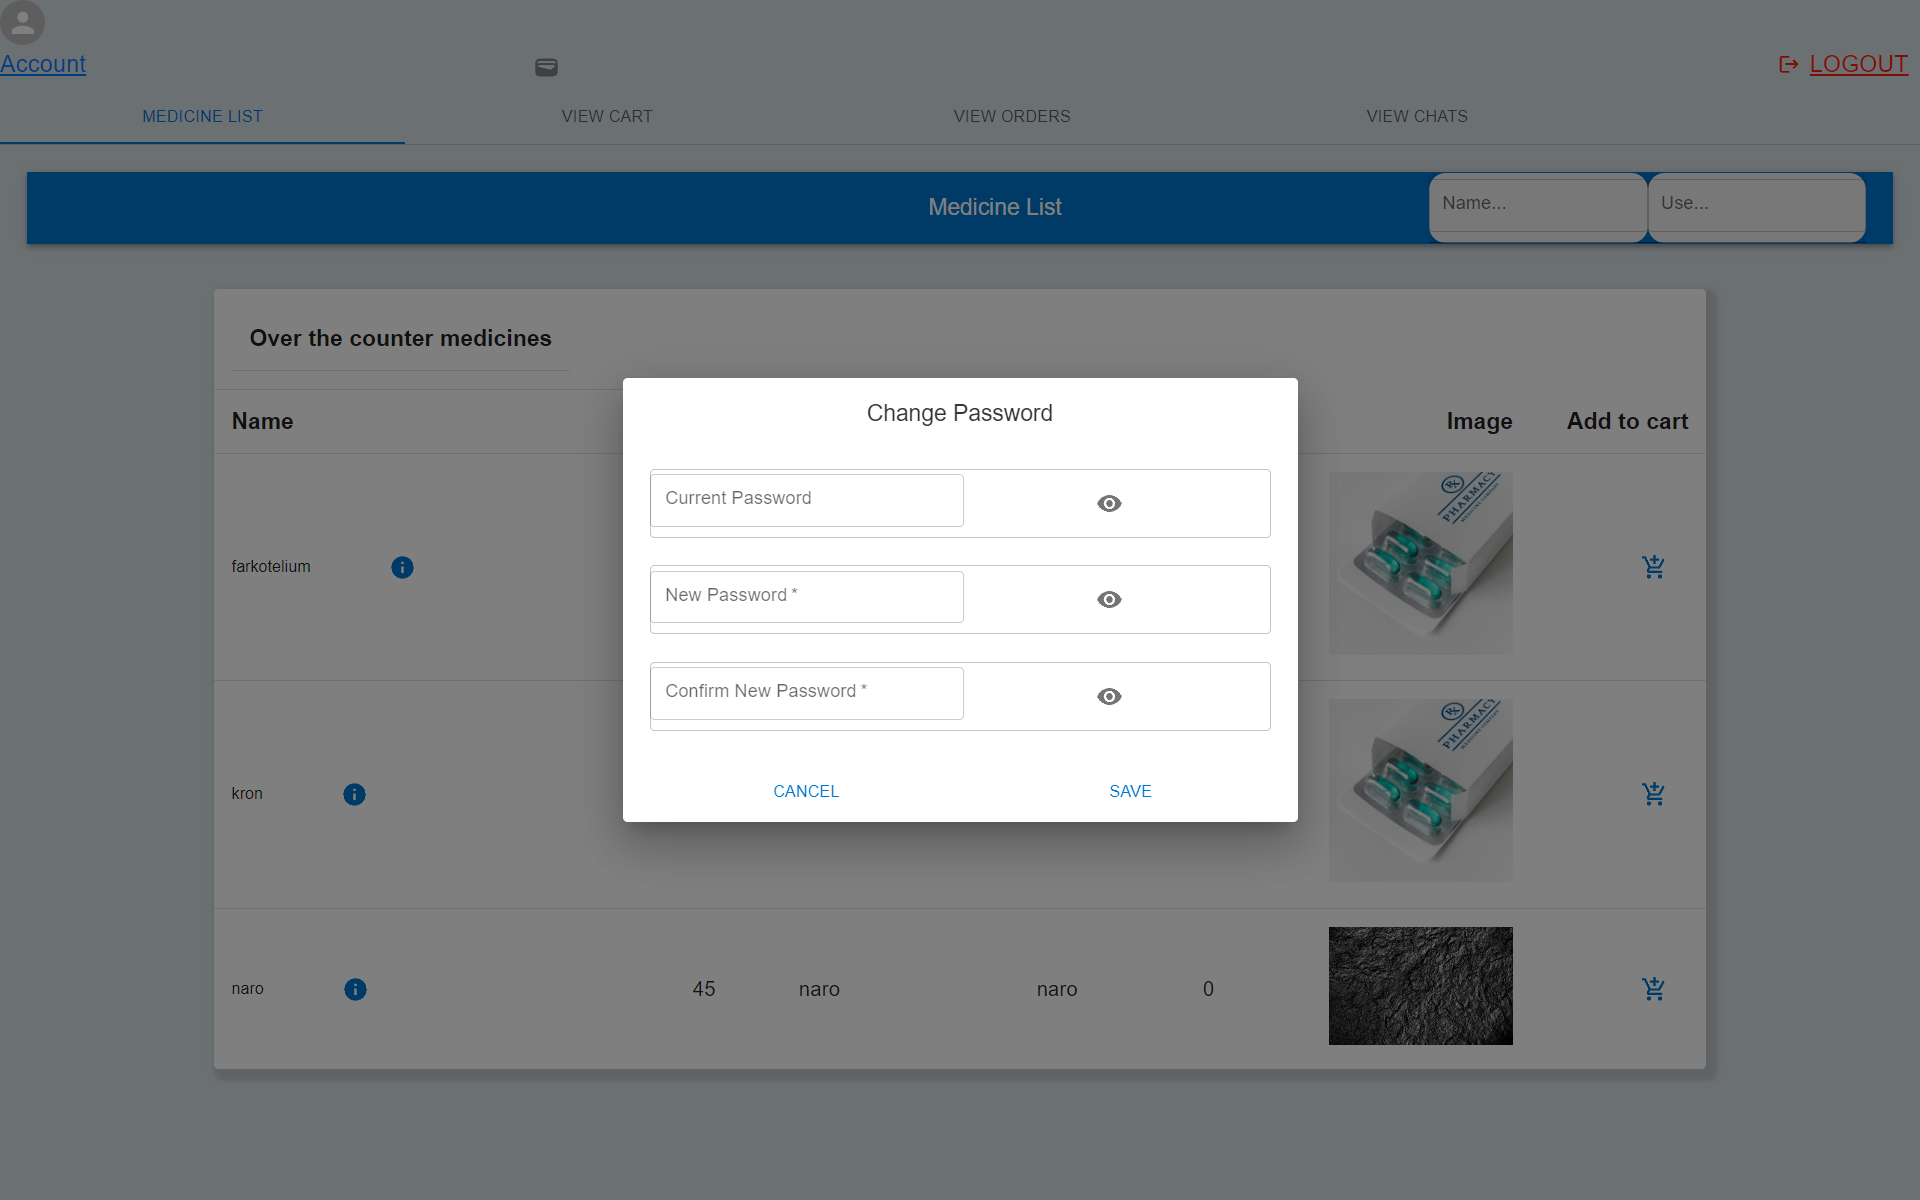 Account
LOGOUT
MEDICINE LIST
VIEW CART
VIEW ORDERS
VIEW CHATS
Medicine List
Name...
Use...
Over the counter medicines
Name
Image
Add to cart
Change Password
Current Password
New Password *
Confirm New Password *
CANCEL
SAVE
farkotelium
PHARMACY
kron
PHARMACY
naro
45
naro
naro
0